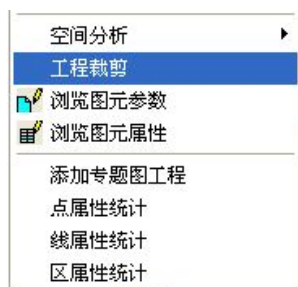 空间分析
工程裁剪
浏览图元参数
浏览图元属性
添加专题图工程
点属性统计
线属性统计
区属性统计